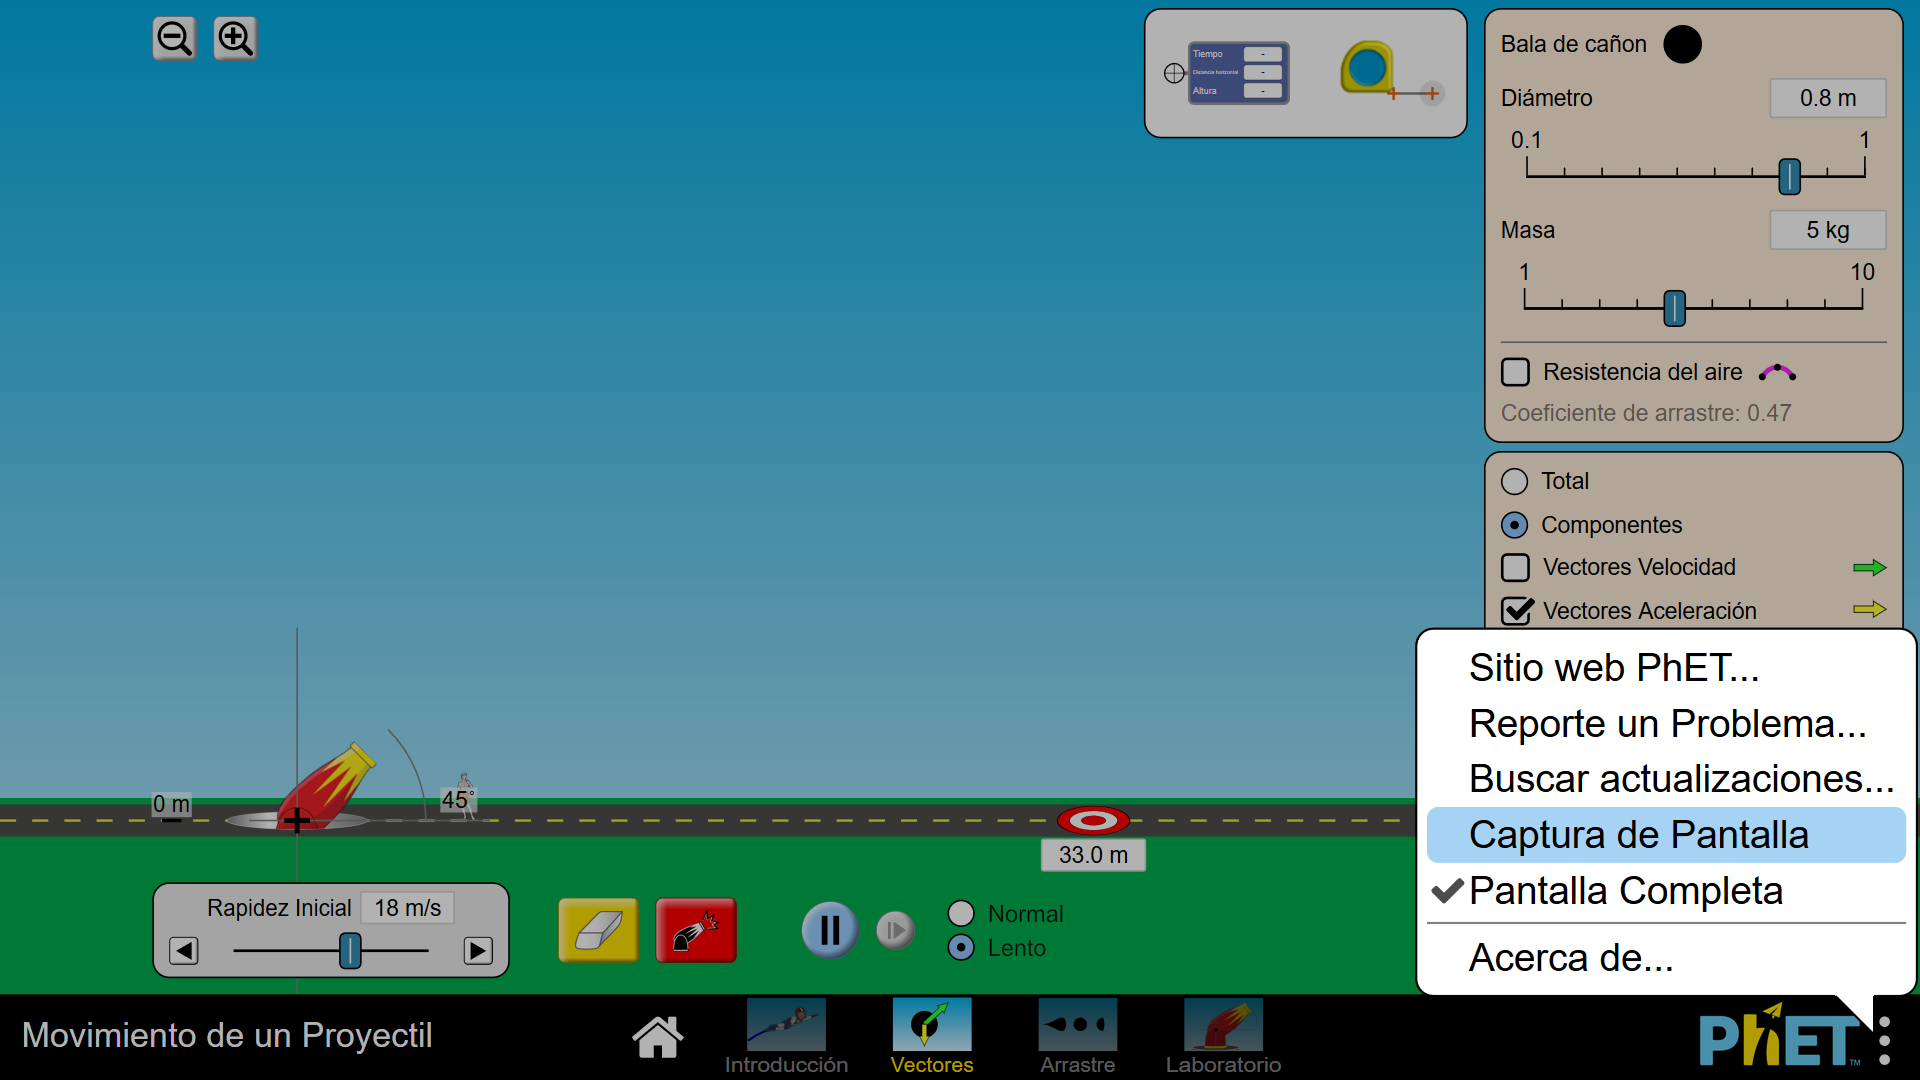 Tiempo -
Distancia horizontal -
Altura -
Bala de cañon
Diámetro 0.8 m
0.1 1
Masa 5 kg
1 10
Resistencia del aire
Coeficiente de arrastre: 0.47
Total
Componentes
Vectores Velocidad
Vectores Aceleración
Sitio web PhET...
Reporte un Problema...
Buscar actualizaciones...
Captura de Pantalla
Pantalla Completa
Acerca de...
0 m
45°
33.0 m
Rapidez Inicial 18 m/s
Normal
Lento
Movimiento de un Proyectil
Introducción
Vectores
Arrastre
Laboratorio
PhET™